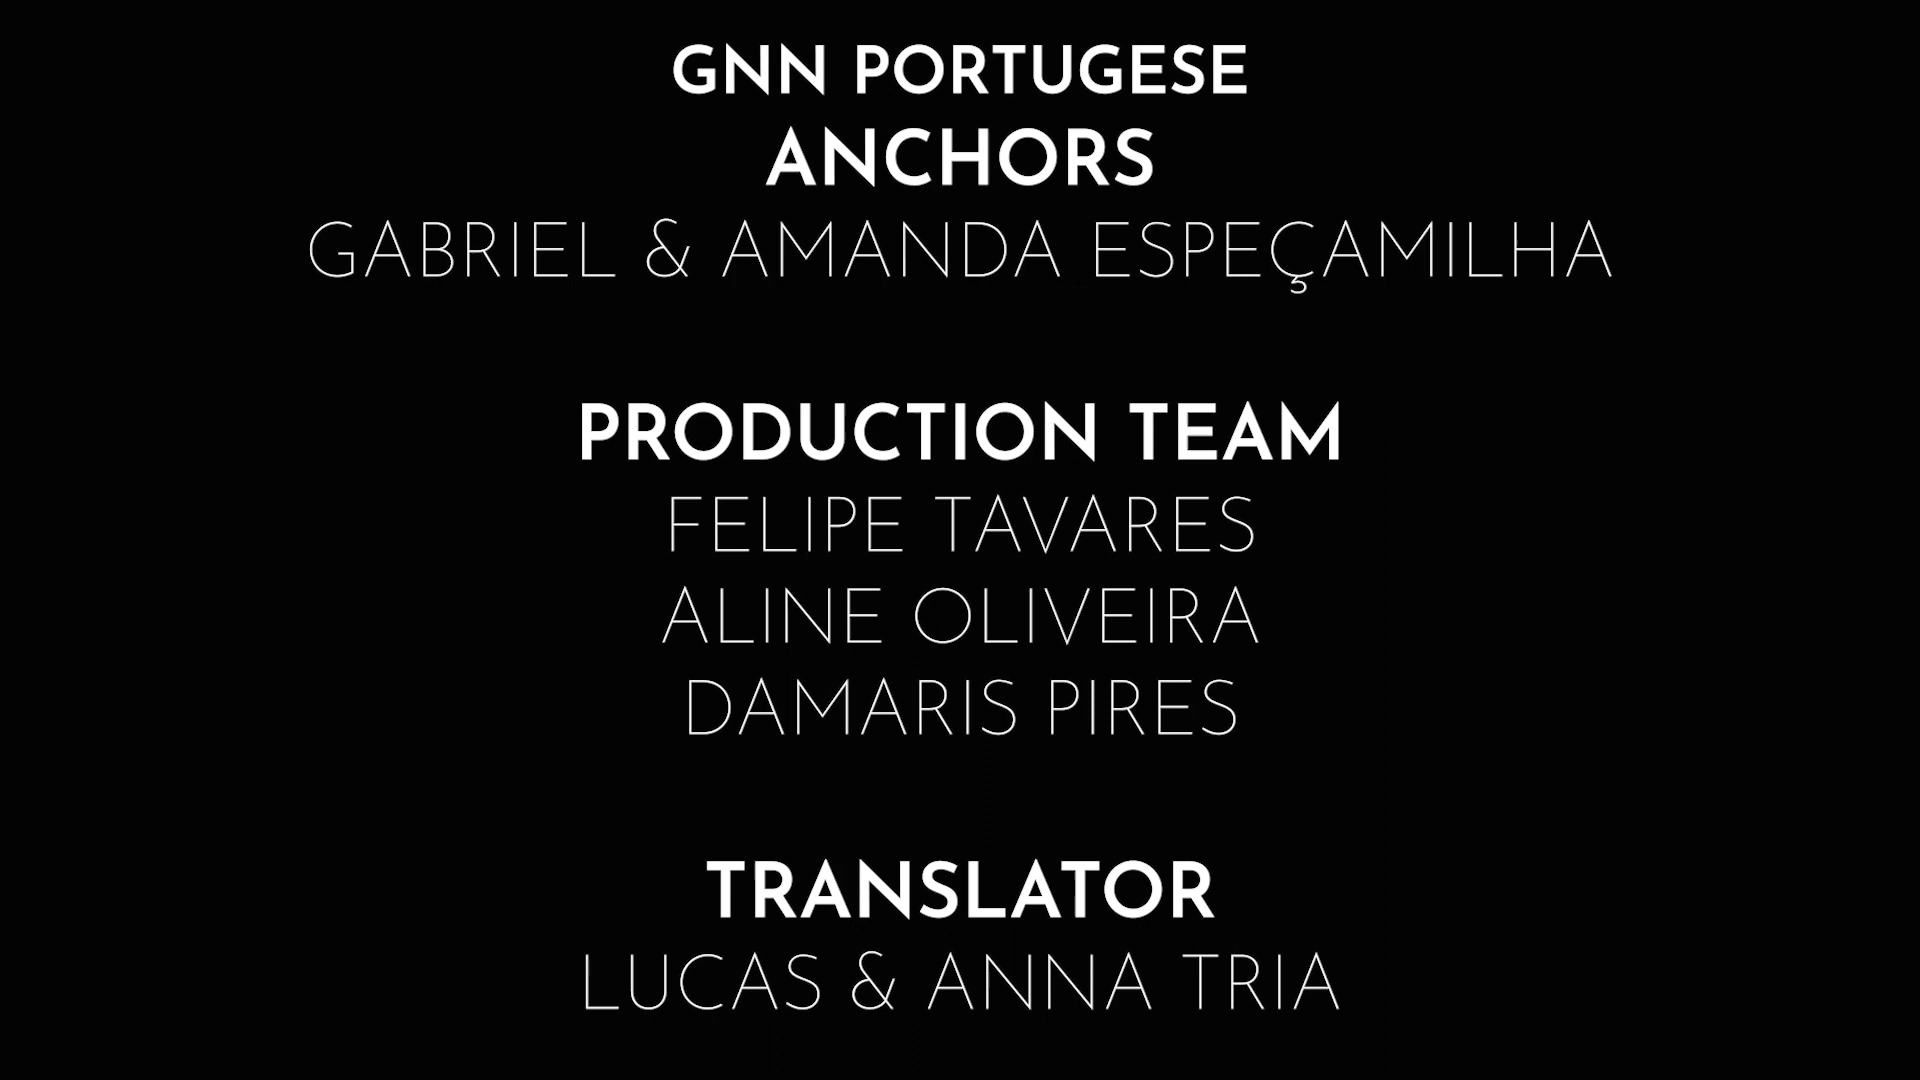 GNN PORTUGESE
ANCHORS
GABRIEL & AMANDA ESPEÇAMILHA
PRODUCTION TEAM
FELIPE TAVARES
ALINE OLIVEIRA
DAMARIS PIRES
TRANSLATOR
LUCAS & ANNA TRIA